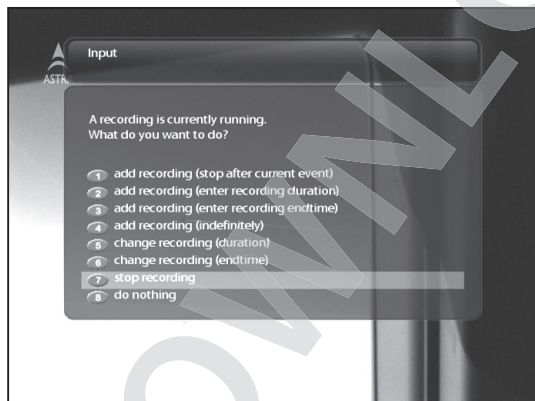 Input
ASTR
A recording is currently running.
What do you want to do?
1 add recording (stop after current event)
2 add recording (enter recording duration)
3 add recording (enter recording endtime)
4 add recording (indefinitely)
5 change recording (duration)
6 change recording (endtime)
7 stop recording
8 do nothing